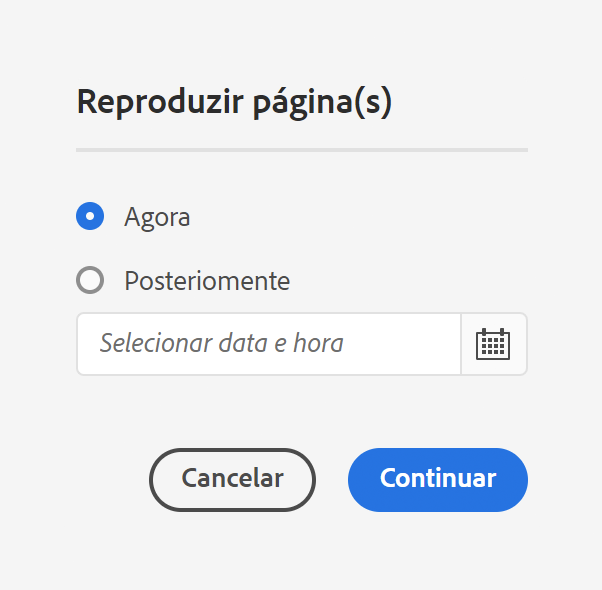 Reproduzir página(s)
Agora
Posteriomente
Selecionar data e hora
Cancelar
Continuar